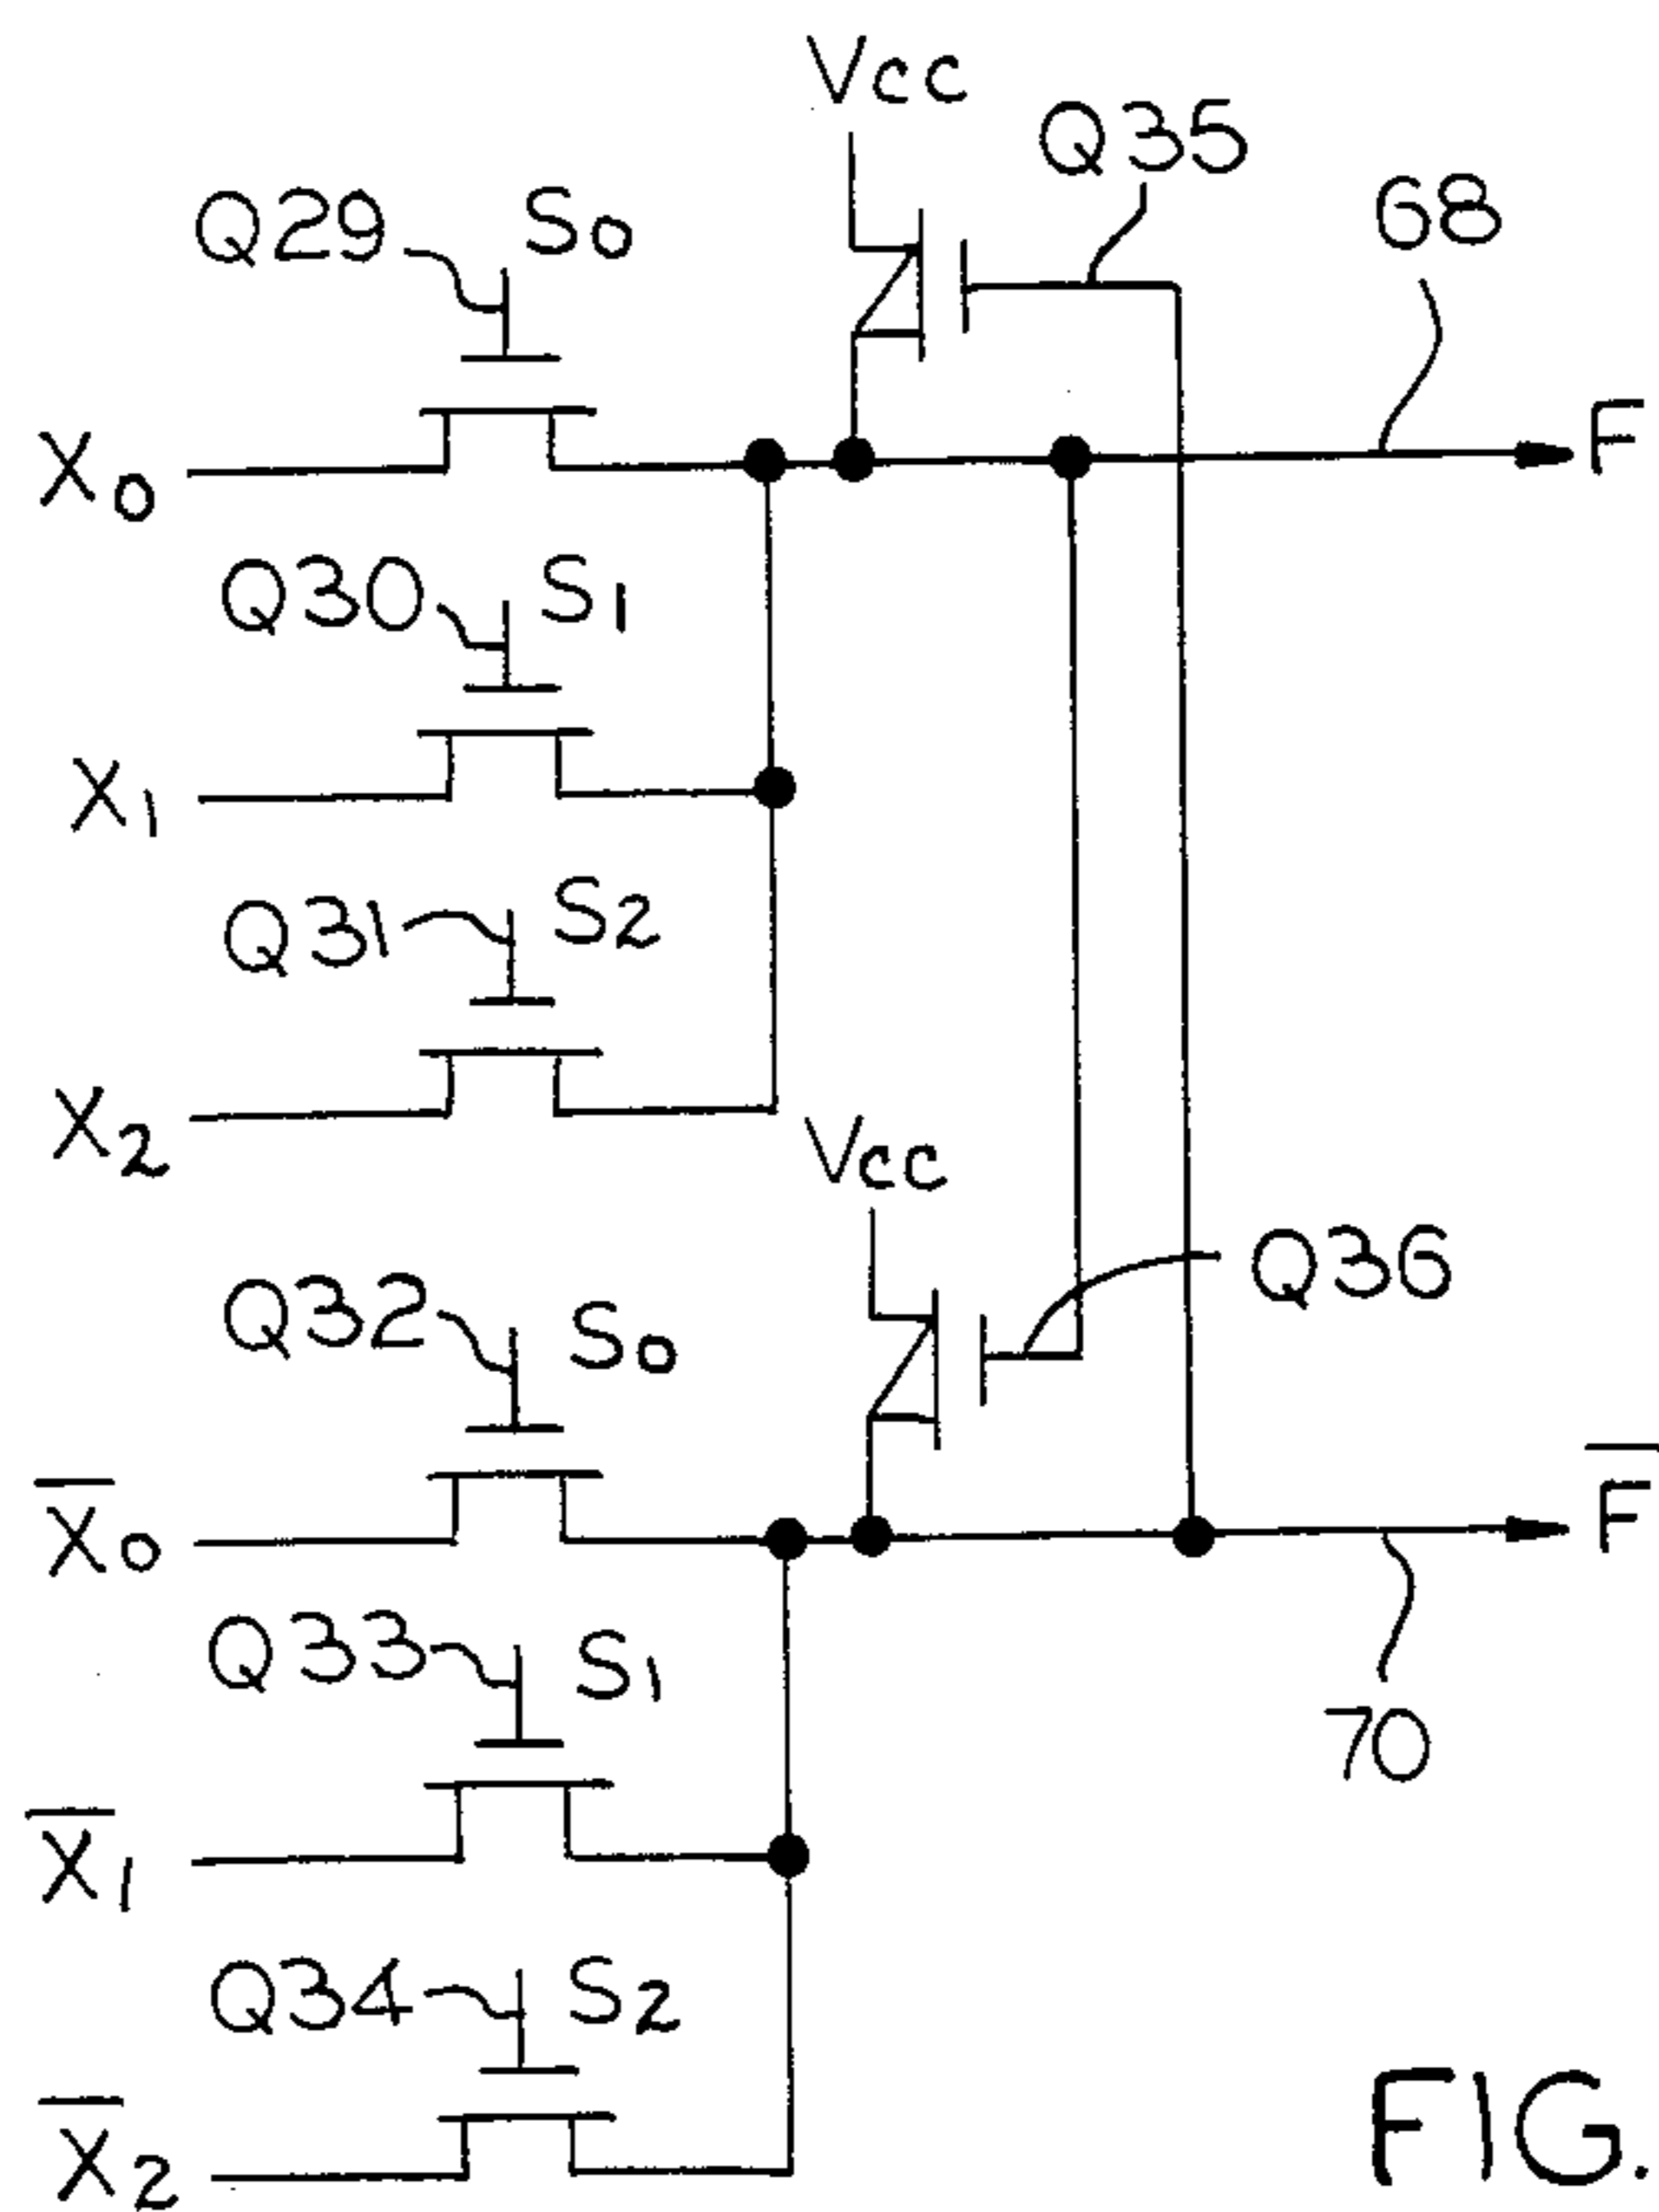 Vcc
Q35
Q29 S0
68
X0
F
Q30 S1
X1
Q31 S2
X2
Vcc
Q36
Q32 S0
X̅0
F̅
Q33 S1
70
X̅1
Q34 S2
X̅2
FIG.